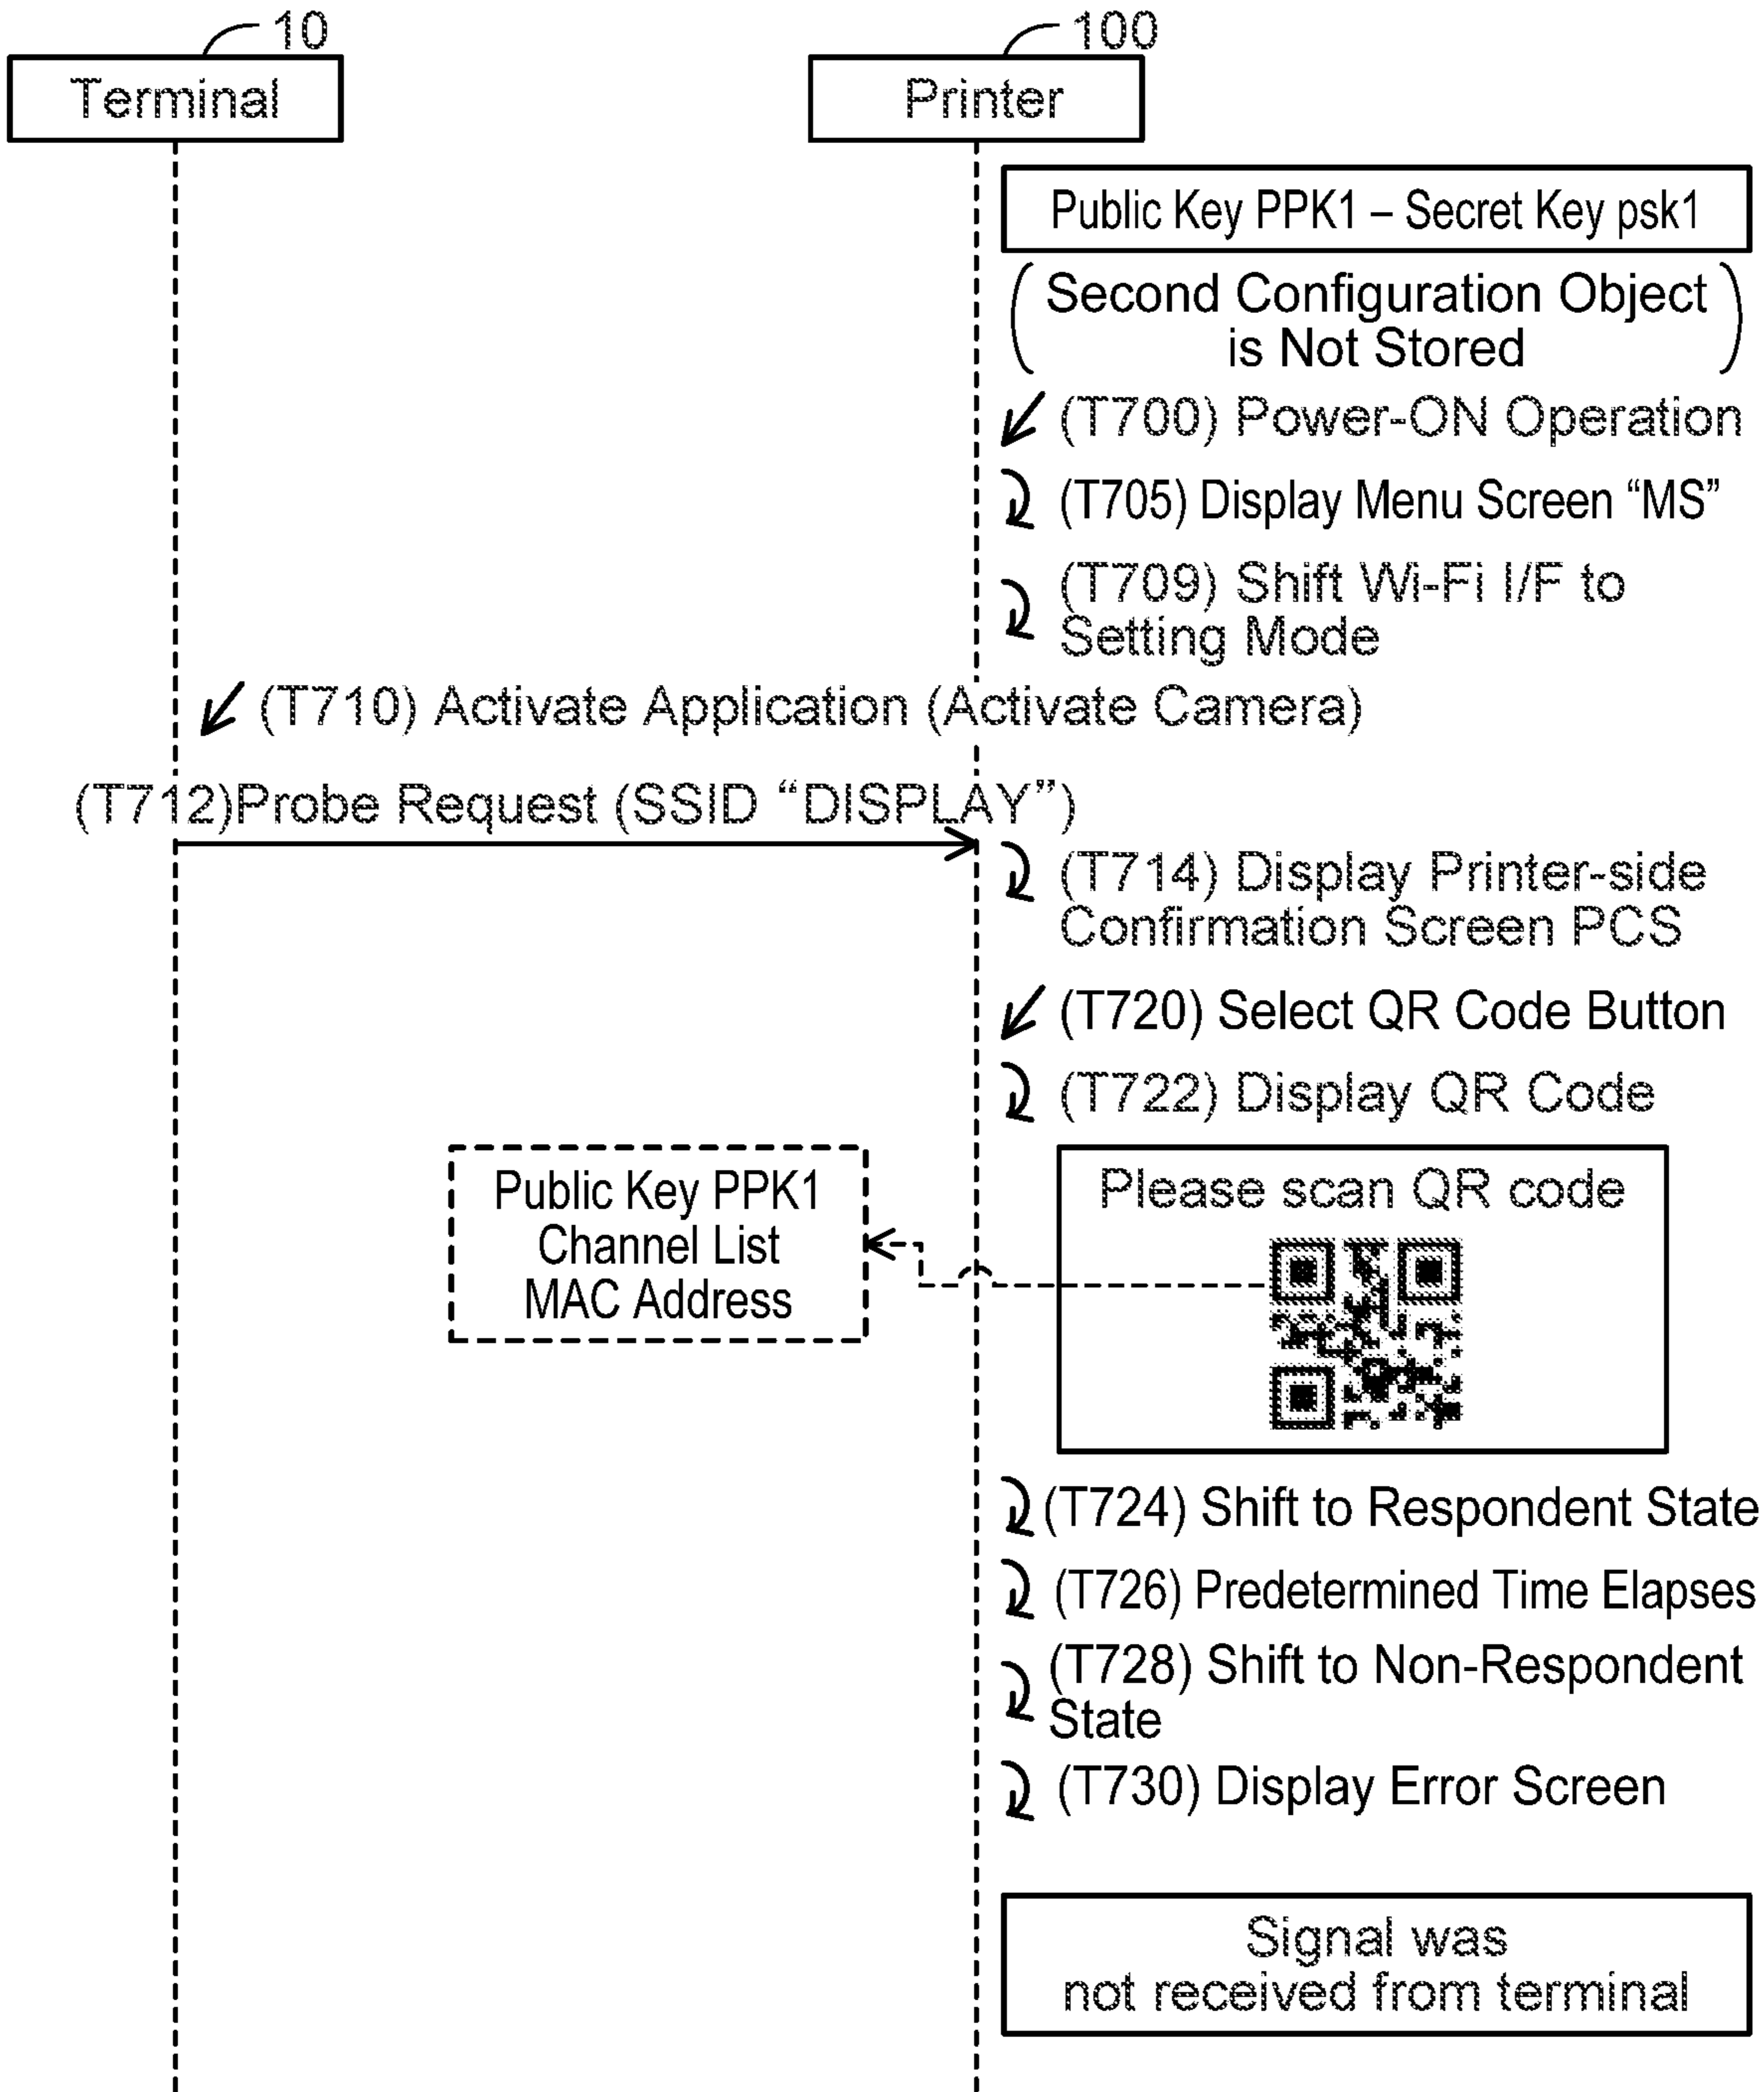 10
100
Terminal
Printer
Public Key PPK1 – Secret Key psk1
Second Configuration Object
is Not Stored
(T700) Power-ON Operation
(T705) Display Menu Screen “MS”
(T709) Shift Wi-Fi I/F to
Setting Mode
(T710) Activate Application (Activate Camera)
(T712)Probe Request (SSID “DISPLAY”)
(T714) Display Printer-side
Confirmation Screen PCS
(T720) Select QR Code Button
(T722) Display QR Code
Public Key PPK1
Channel List
MAC Address
Please scan QR code
(T724) Shift to Respondent State
(T726) Predetermined Time Elapses
(T728) Shift to Non-Respondent
State
(T730) Display Error Screen
Signal was
not received from terminal